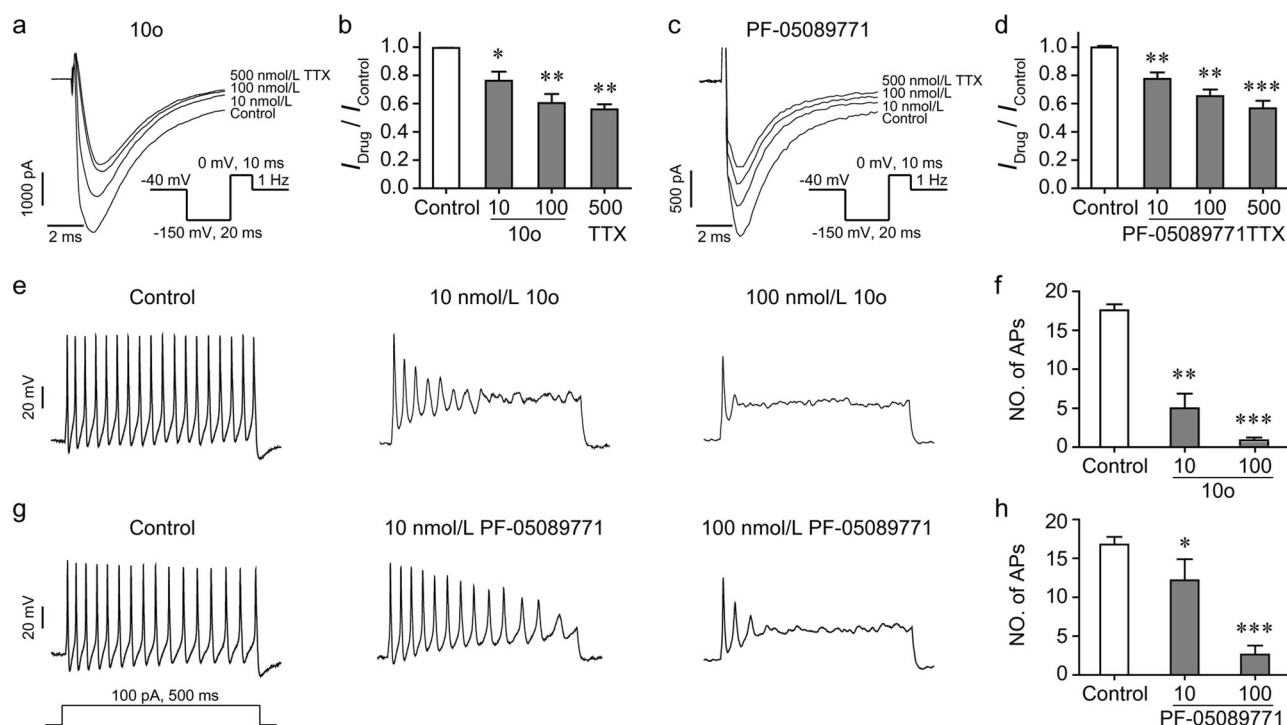 a
10o
500 nmol/L TTX
100 nmol/L
10 nmol/L
Control
1000 pA
2 ms
0 mV, 10 ms
-40 mV
1 Hz
-150 mV, 20 ms
b
I Drug / I Control
1.0
0.8
0.6
0.4
0.2
0.0
*
**
**
Control
10
100
500
10o
TTX
c
PF-05089771
500 nmol/L TTX
100 nmol/L
10 nmol/L
Control
500 pA
2 ms
0 mV, 10 ms
-40 mV
1 Hz
-150 mV, 20 ms
d
I Drug / I Control
1.0
0.8
0.6
0.4
0.2
0.0
**
**
***
Control
10
100
500
PF-05089771
TTX
e
Control
10 nmol/L 10o
100 nmol/L 10o
20 mV
f
NO. of APs
20
15
10
5
0
**
***
Control
10
100
10o
g
Control
10 nmol/L PF-05089771
100 nmol/L PF-05089771
20 mV
100 pA, 500 ms
h
NO. of APs
20
15
10
5
0
*
***
Control
10
100
PF-05089771